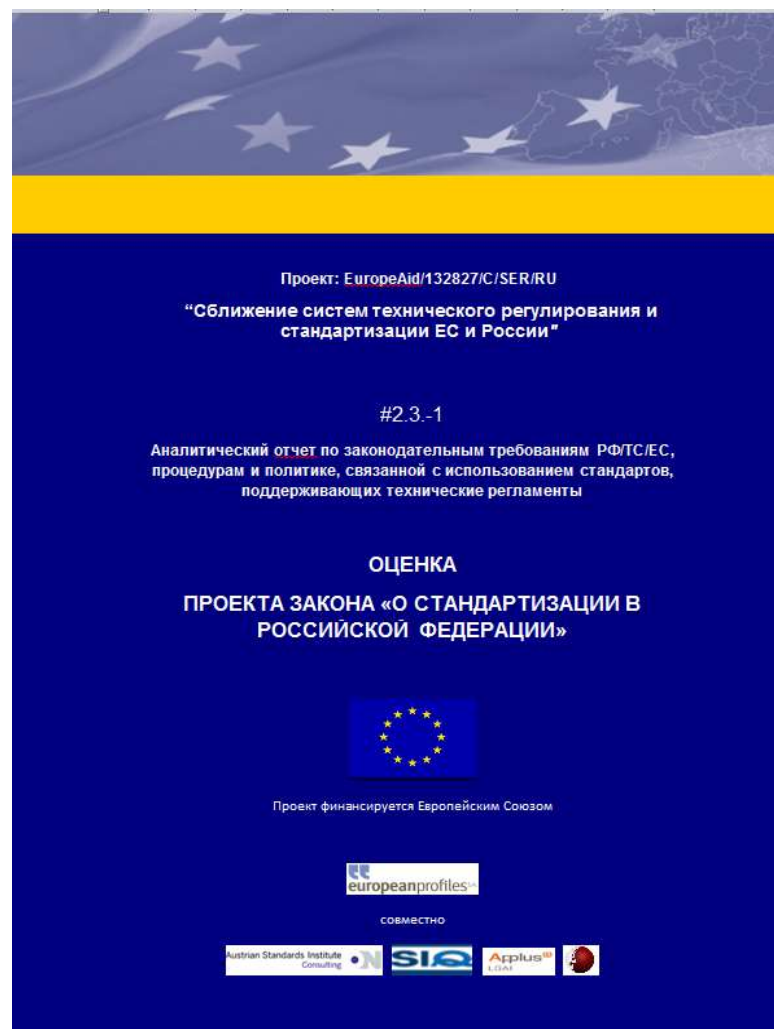 Проект: EuropeAid/132827/C/SER/RU
“Сближение систем технического регулирования и
стандартизации ЕС и России"
#2.3.-1
Аналитический отчет по законодательным требованиям РФ/ТС/ЕС,
процедурам и политике, связанной с использованием стандартов,
поддерживающих технические регламенты
ОЦЕНКА
ПРОЕКТА ЗАКОНА «О СТАНДАРТИЗАЦИИ В
РОССИЙСКОЙ ФЕДЕРАЦИИ»
Проект финансируется Европейским Союзом
europeanprofiles
совместно
Austrian Standards Institute
Consulting
SIQ
Applus
LGAI